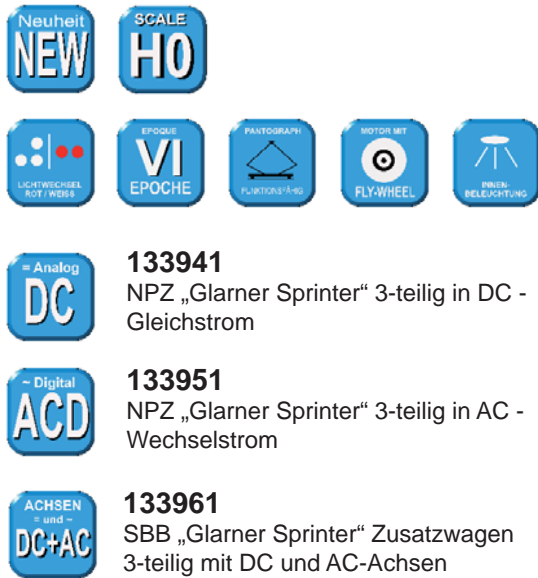 Neuheit
NEW
SCALE
H0
LICHTWECHSEL
ROT / WEISS
EPOQUE
VI
EPOCHE
PANTOGRAPH
FUNKTIONSFÄHIG
MOTOR MIT
FLY-WHEEL
INNEN-
BELEUCHTUNG
= Analog
DC
133941
NPZ „Glarner Sprinter“ 3-teilig in DC -
Gleichstrom
~ Digital
ACD
133951
NPZ „Glarner Sprinter“ 3-teilig in AC -
Wechselstrom
ACHSEN
= und ~
DC+AC
133961
SBB „Glarner Sprinter“ Zusatzwagen
3-teilig mit DC und AC-Achsen